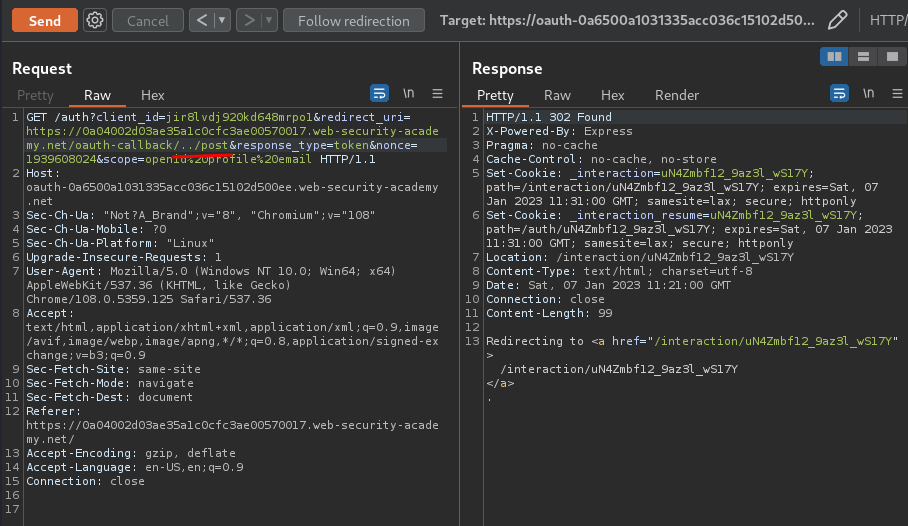 Send
Cancel
<
>
Follow redirection
Target: https://oauth-0a6500a1031335acc036c15102d50...
HTTP/
Request
Response
Pretty
Raw
Hex
\n
Pretty
Raw
Hex
Render
\n
1 GET /auth?client_id=jir8lvdj920kd648mrpo1&redirect_uri=
https://0a04002d03ae35a1c0cfc3ae00570017.web-security-acade
my.net/oauth-callback/../post&response_type=token&nonce=
1939608024&scope=openid%20profile%20email HTTP/1.1
2 Host:
oauth-0a6500a1031335acc036c15102d500ee.web-security-academy
.net
3 Sec-Ch-Ua: "Not?A_Brand";v="8", "Chromium";v="108"
4 Sec-Ch-Ua-Mobile: ?0
5 Sec-Ch-Ua-Platform: "Linux"
6 Upgrade-Insecure-Requests: 1
7 User-Agent: Mozilla/5.0 (Windows NT 10.0; Win64; x64)
AppleWebKit/537.36 (KHTML, like Gecko)
Chrome/108.0.5359.125 Safari/537.36
8 Accept:
text/html,application/xhtml+xml,application/xml;q=0.9,image
/avif,image/webp,image/apng,*/*;q=0.8,application/signed-ex
change;v=b3;q=0.9
9 Sec-Fetch-Site: same-site
10 Sec-Fetch-Mode: navigate
11 Sec-Fetch-Dest: document
12 Referer:
https://0a04002d03ae35a1c0cfc3ae00570017.web-security-acade
my.net/
13 Accept-Encoding: gzip, deflate
14 Accept-Language: en-US,en;q=0.9
15 Connection: close
16
17
1 HTTP/1.1 302 Found
2 X-Powered-By: Express
3 Pragma: no-cache
4 Cache-Control: no-cache, no-store
5 Set-Cookie: _interaction=uN4Zmbf12_9az3l_wS17Y;
path=/interaction/uN4Zmbf12_9az3l_wS17Y; expires=Sat, 07
Jan 2023 11:31:00 GMT; samesite=lax; secure; httponly
6 Set-Cookie: _interaction_resume=uN4Zmbf12_9az3l_wS17Y;
path=/auth/uN4Zmbf12_9az3l_wS17Y; expires=Sat, 07 Jan 2023
11:31:00 GMT; samesite=lax; secure; httponly
7 Location: /interaction/uN4Zmbf12_9az3l_wS17Y
8 Content-Type: text/html; charset=utf-8
9 Date: Sat, 07 Jan 2023 11:21:00 GMT
10 Connection: close
11 Content-Length: 99
12
13 Redirecting to <a href="/interaction/uN4Zmbf12_9az3l_wS17Y"
>
/interaction/uN4Zmbf12_9az3l_wS17Y
</a>
.